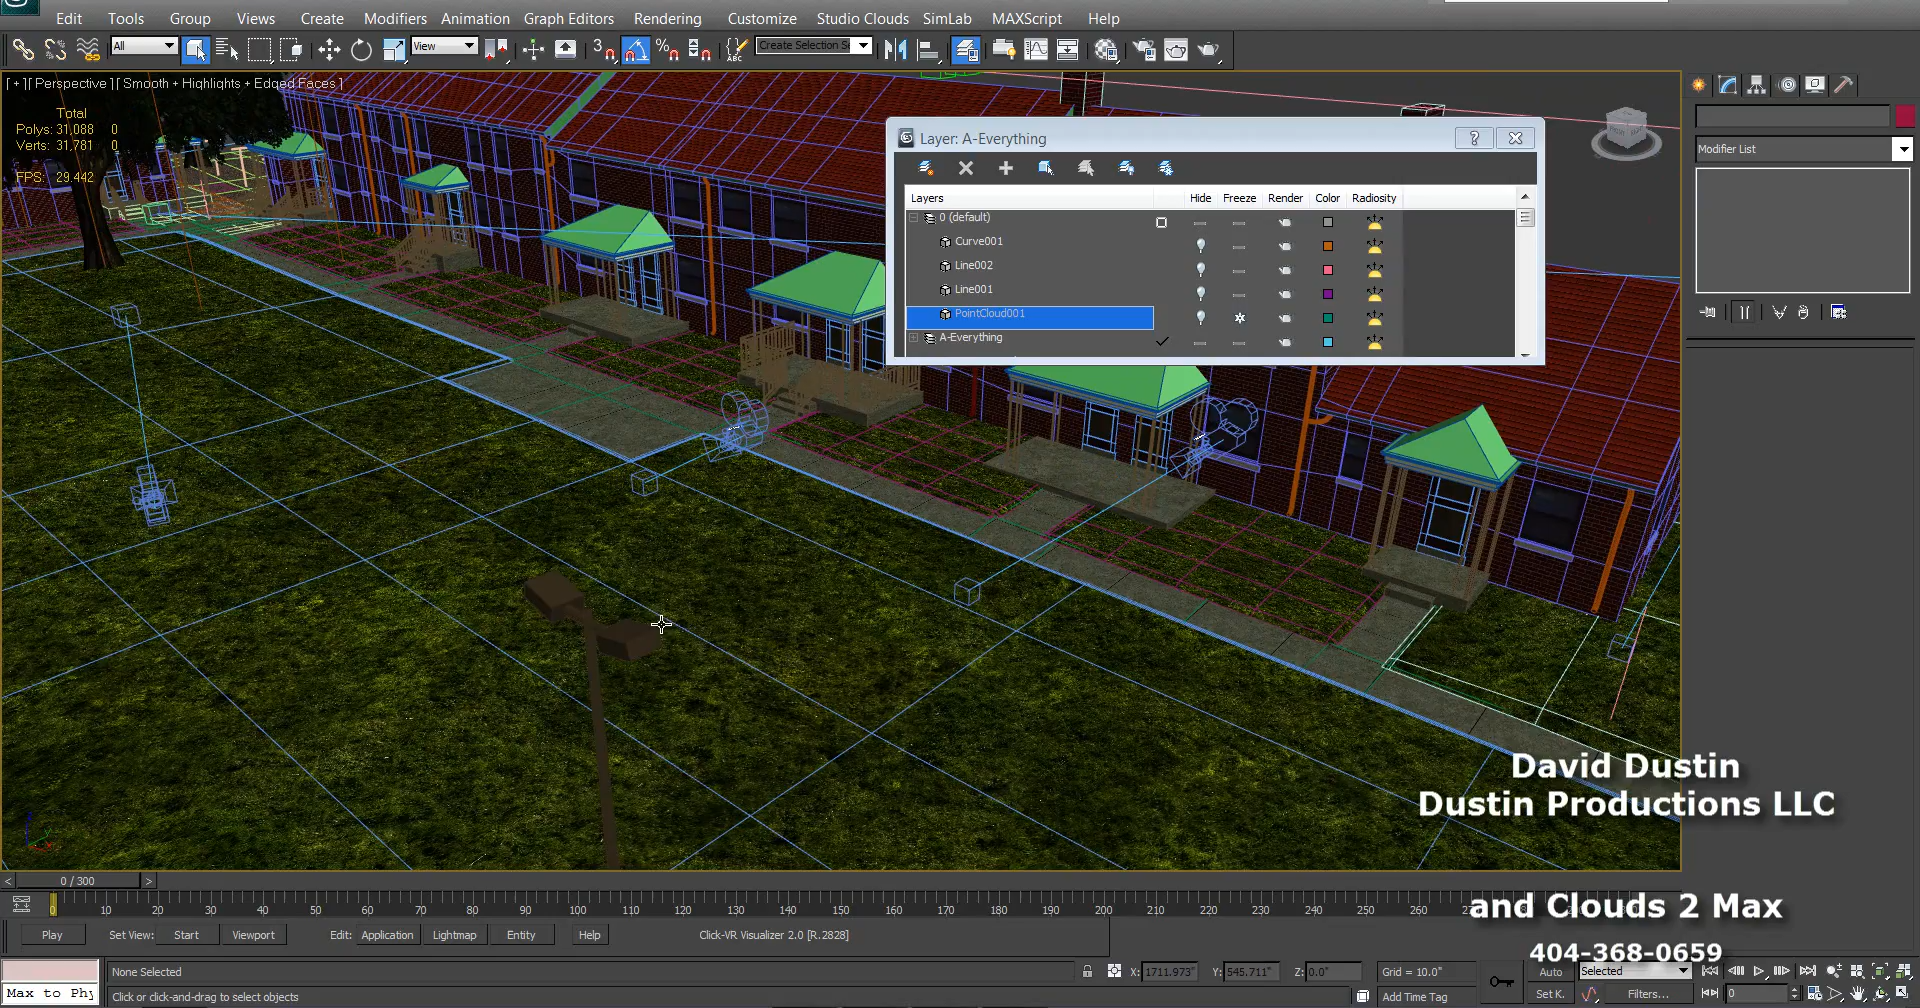 Edit Tools Group Views Create Modifiers Animation Graph Editors Rendering Customize Studio Clouds SimLab MAXScript Help
All View 3 Create Selection Se
[ + ][ Perspective ][ Smooth + Highlights + Edged Faces ]
Total
Polys: 31,088 0
Verts: 31,781 0
FPS: 29.442
Layer: A-Everything
Layers Hide Freeze Render Color Radiosity
0 (default)
Curve001
Line002
Line001
PointCloud001
A-Everything
Modifier List
David Dustin
Dustin Productions LLC
and Clouds 2 Max
404-368-0659
< 0 / 300 >
0 10 20 30 40 50 60 70 80 90 100 110 120 130 140 150 160 170 180 190 200 210 220 230 240 250 260
Play Set View: Start Viewport Edit: Application Lightmap Entity Help Click-VR Visualizer 2.0 [R.2828]
None Selected X: 1711.973" Y: 545.711" Z: 0.0" Grid = 10.0" Auto Selected
Max to Phy Click or click-and-drag to select objects Add Time Tag Set K. Filters... 0